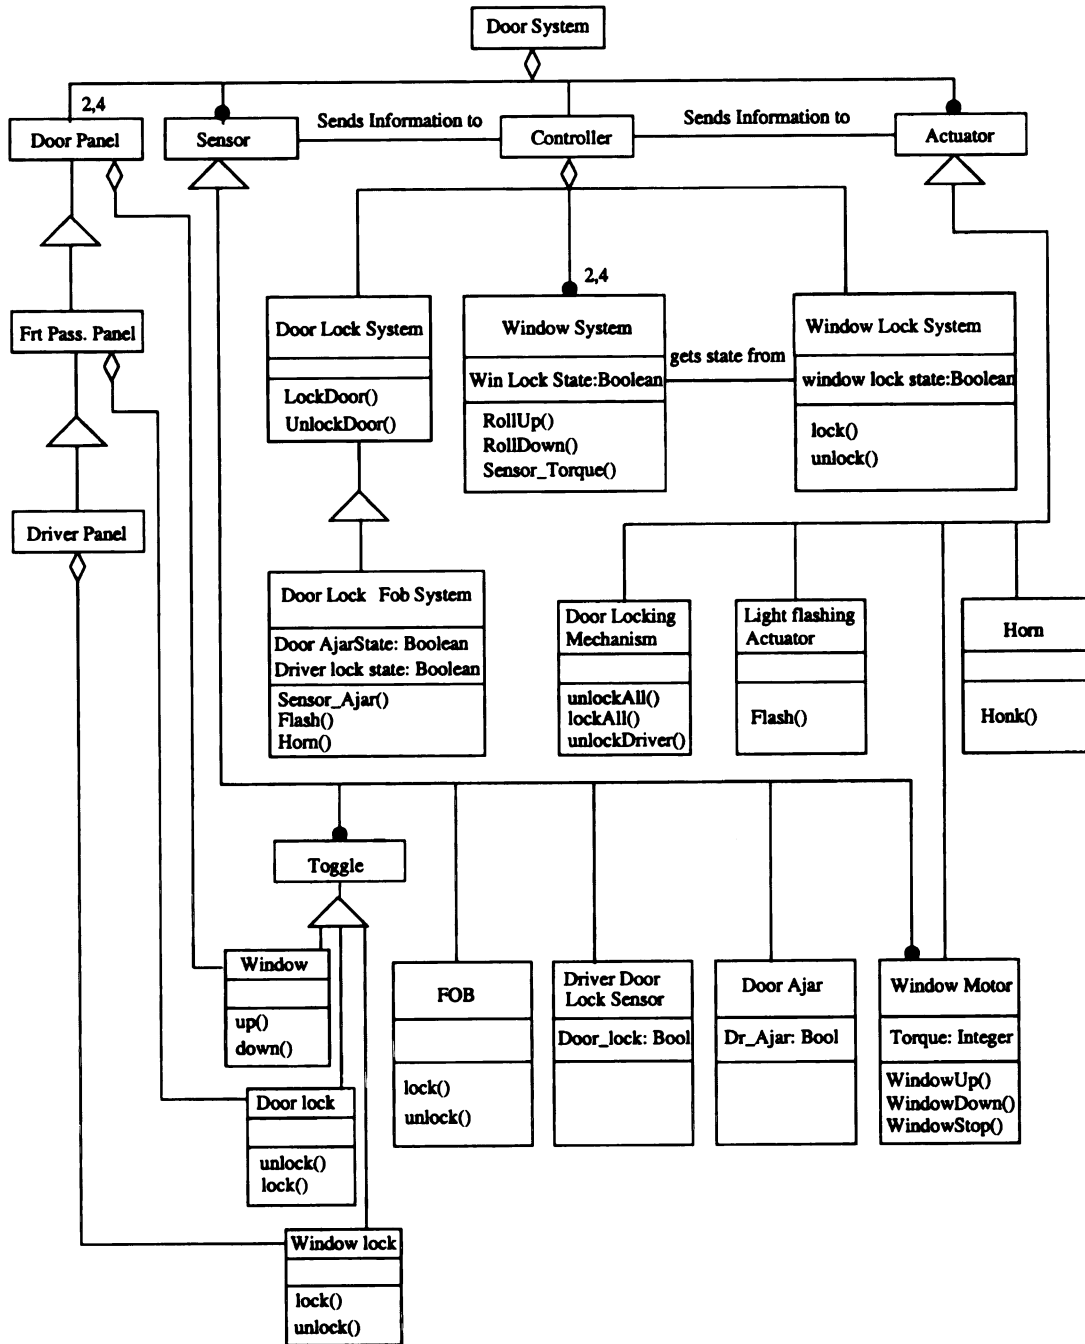 Door System
2,4
Door Panel
Sensor
Sends Information to
Controller
Sends Information to
Actuator
2,4
Frt Pass. Panel
Door Lock System
LockDoor()
UnlockDoor()
Window System
Win Lock State:Boolean
RollUp()
RollDown()
Sensor_Torque()
gets state from
Window Lock System
window lock state:Boolean
lock()
unlock()
Driver Panel
Door Lock Fob System
Door AjarState: Boolean
Driver lock state: Boolean
Sensor_Ajar()
Flash()
Horn()
Door Locking
Mechanism
unlockAll()
lockAll()
unlockDriver()
Light flashing
Actuator
Flash()
Horn
Honk()
Toggle
Window
up()
down()
FOB
lock()
unlock()
Driver Door
Lock Sensor
Door_lock: Bool
Door Ajar
Dr_Ajar: Bool
Window Motor
Torque: Integer
WindowUp()
WindowDown()
WindowStop()
Door lock
unlock()
lock()
Window lock
lock()
unlock()